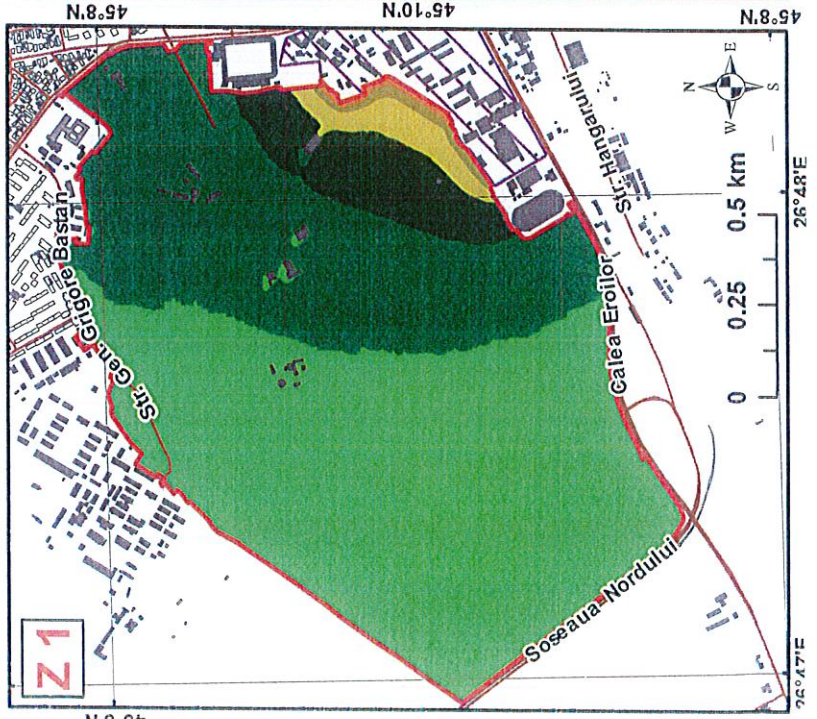 45°8'N
45°10'N
45°8'N
Z1
Str. Gen. Grigore Bastan
Str. Hangarului
Calea Eroilor
Soseaua Nordului
N
E
S
W
0
0.25
0.5 km
26°48'E
26°47'E